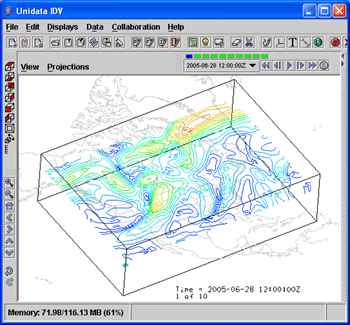 Unidata IDV
File Edit Displays Data Collaboration Help
2005-06-28 12:00:00Z
View Projections
Time = 2005-06-28 12:00:00Z
1 of 10
Memory: 71.98/116.13 MB (61%)